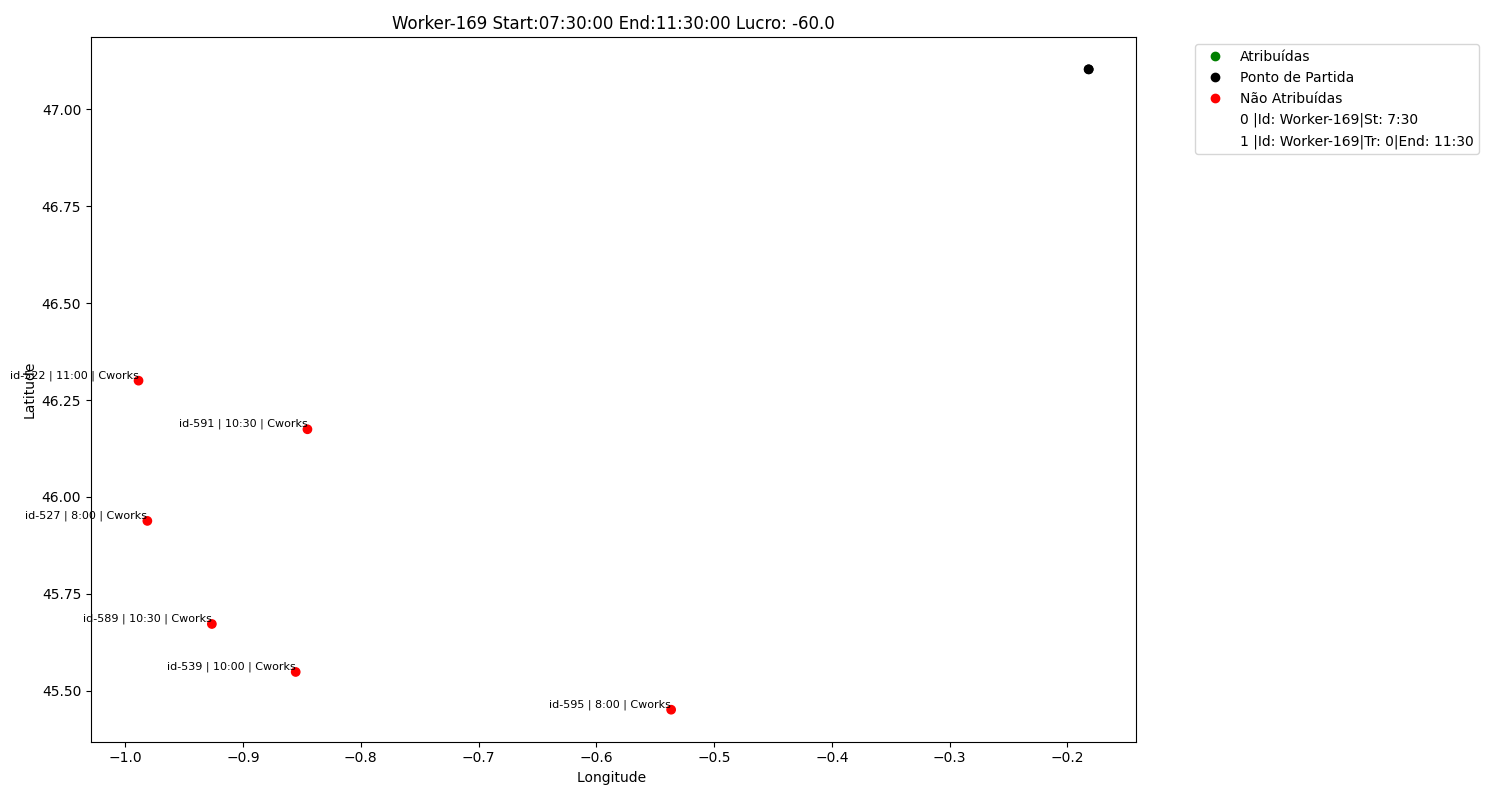 Worker-169 Start:07:30:00 End:11:30:00 Lucro: -60.0
Atribuídas
Ponto de Partida
Não Atribuídas
0 |Id: Worker-169|St: 7:30
1 |Id: Worker-169|Tr: 0|End: 11:30
47.00
46.75
46.50
46.25
46.00
45.75
45.50
Latitude
id-522 | 11:00 | Cworks
id-591 | 10:30 | Cworks
id-527 | 8:00 | Cworks
id-589 | 10:30 | Cworks
id-539 | 10:00 | Cworks
id-595 | 8:00 | Cworks
−1.0 −0.9 −0.8 −0.7 −0.6 −0.5 −0.4 −0.3 −0.2
Longitude